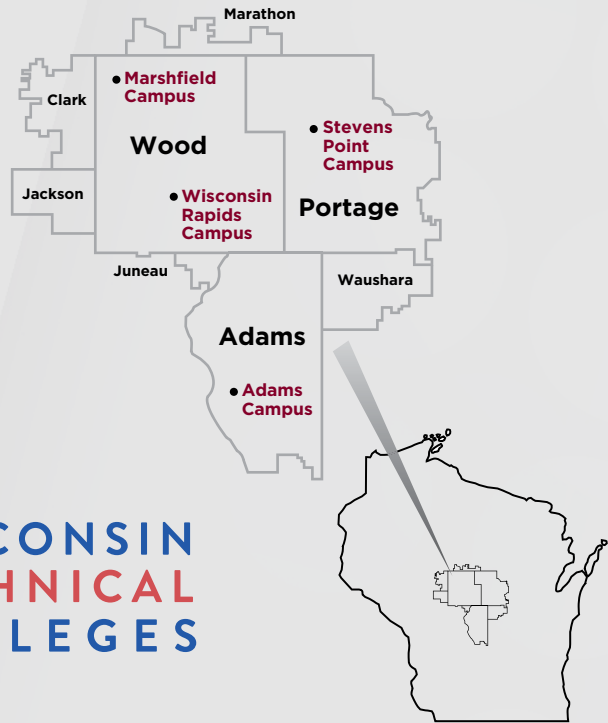 Marathon
Marshfield
Campus
Clark
Stevens
Point
Campus
Wood
Jackson
Wisconsin
Rapids
Campus
Portage
Juneau
Waushara
Adams
Adams
Campus
CONSIN
HNICAL
LEGES